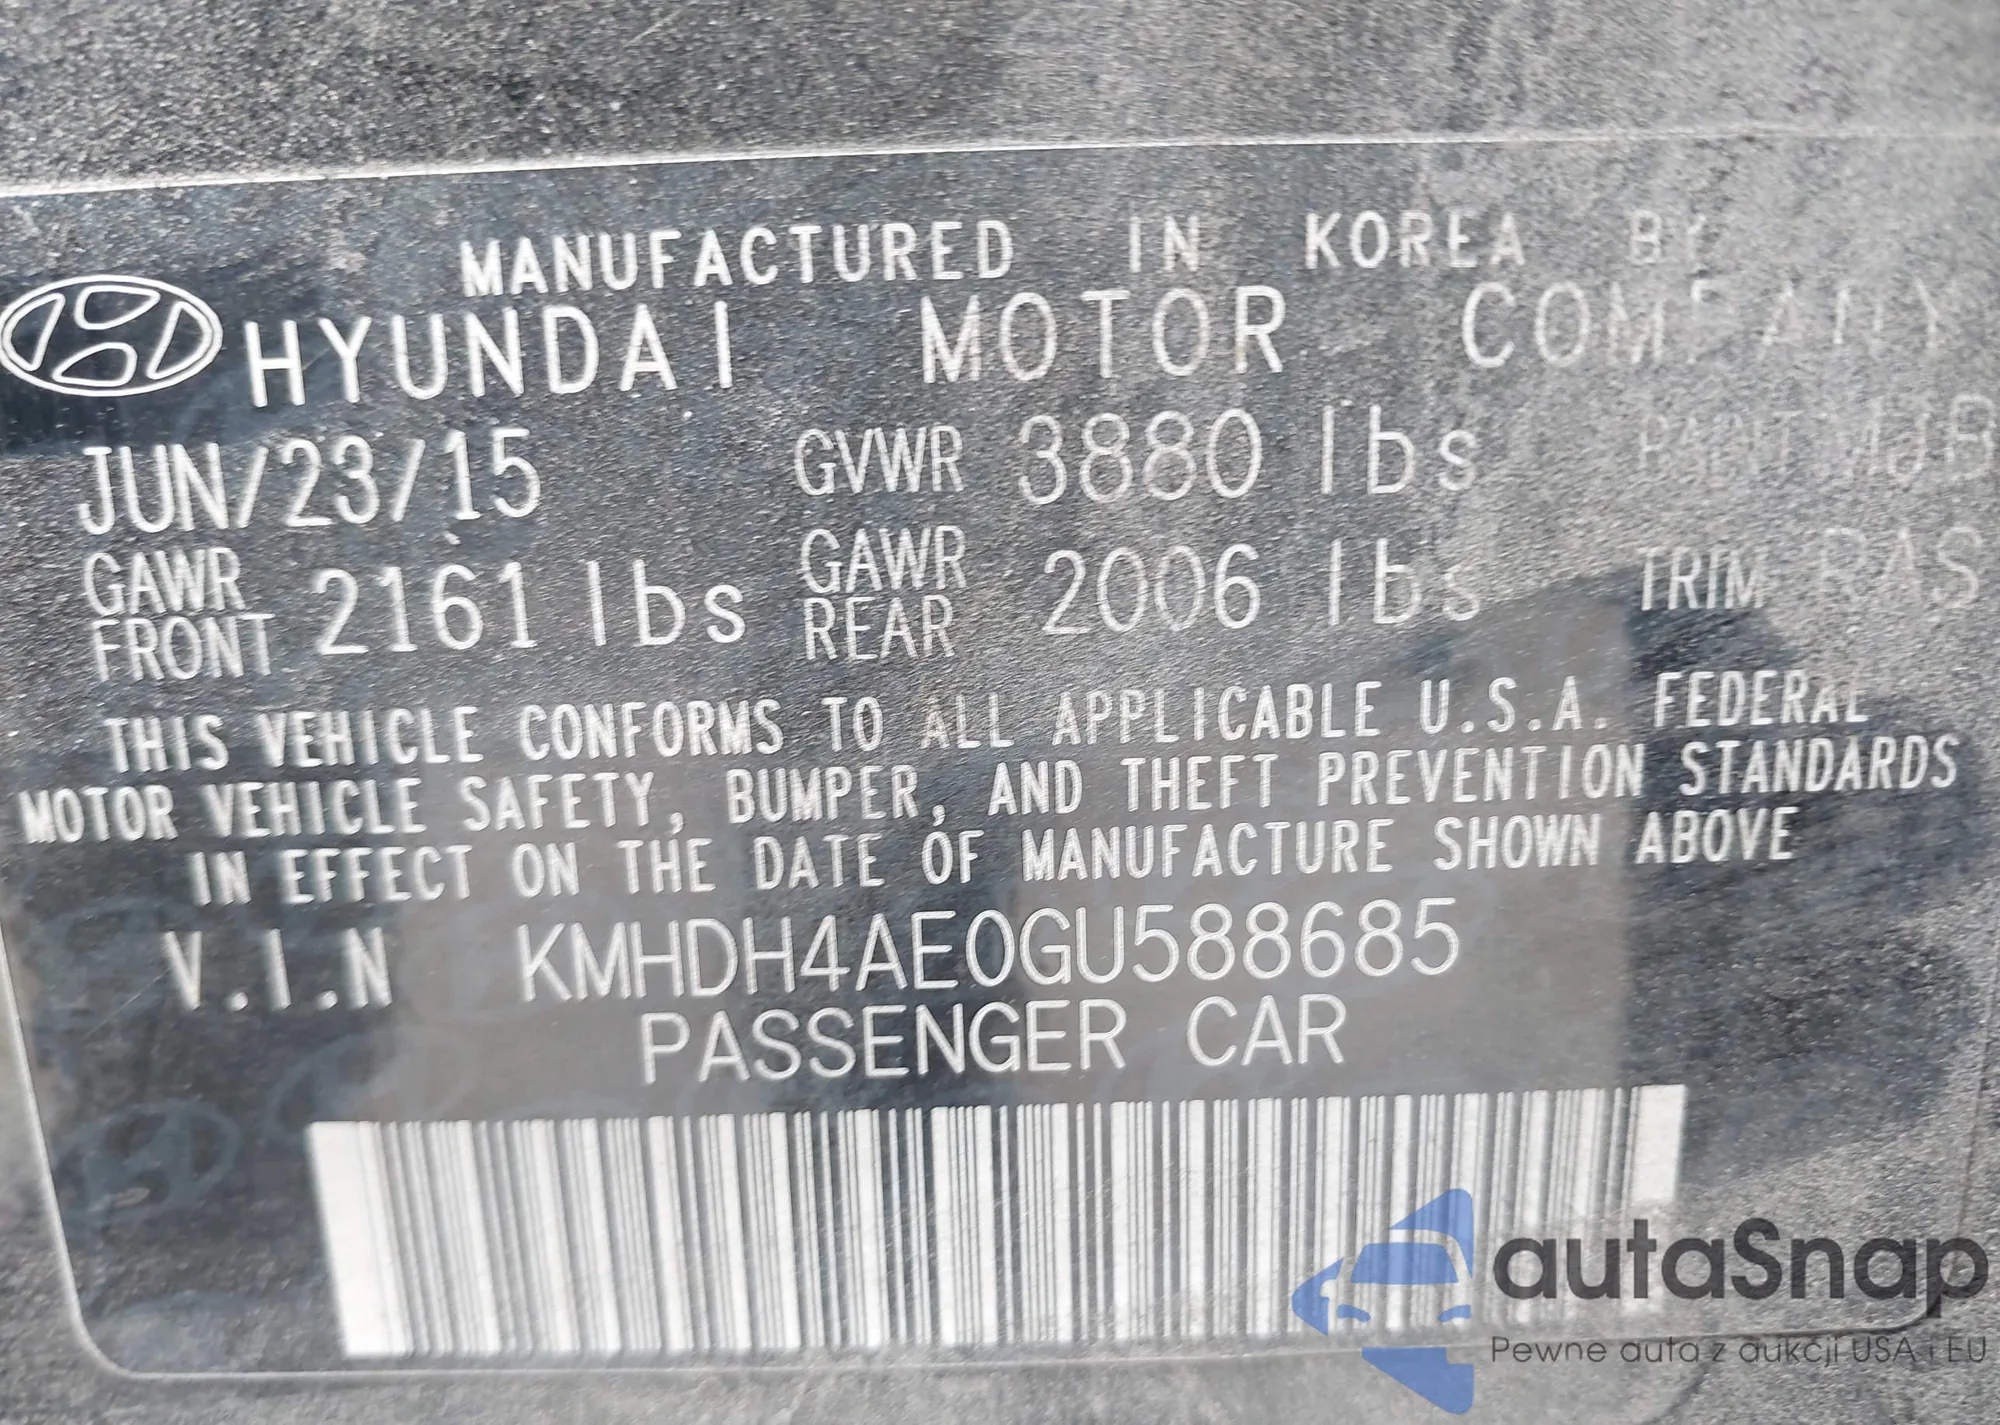 MANUFACTURED IN KOREA BY
HYUNDAI MOTOR COMPANY
JUN/23/15 GVWR 3880 lbs PAINT
GAWR FRONT 2161 lbs GAWR REAR 2006 lbs TRIM RAS
THIS VEHICLE CONFORMS TO ALL APPLICABLE U.S.A. FEDERAL
MOTOR VEHICLE SAFETY, BUMPER, AND THEFT PREVENTION STANDARDS
IN EFFECT ON THE DATE OF MANUFACTURE SHOWN ABOVE
V.I.N KMHDH4AE0GU588685
PASSENGER CAR
autaSnap
Pewne auta z aukcji USA i EU